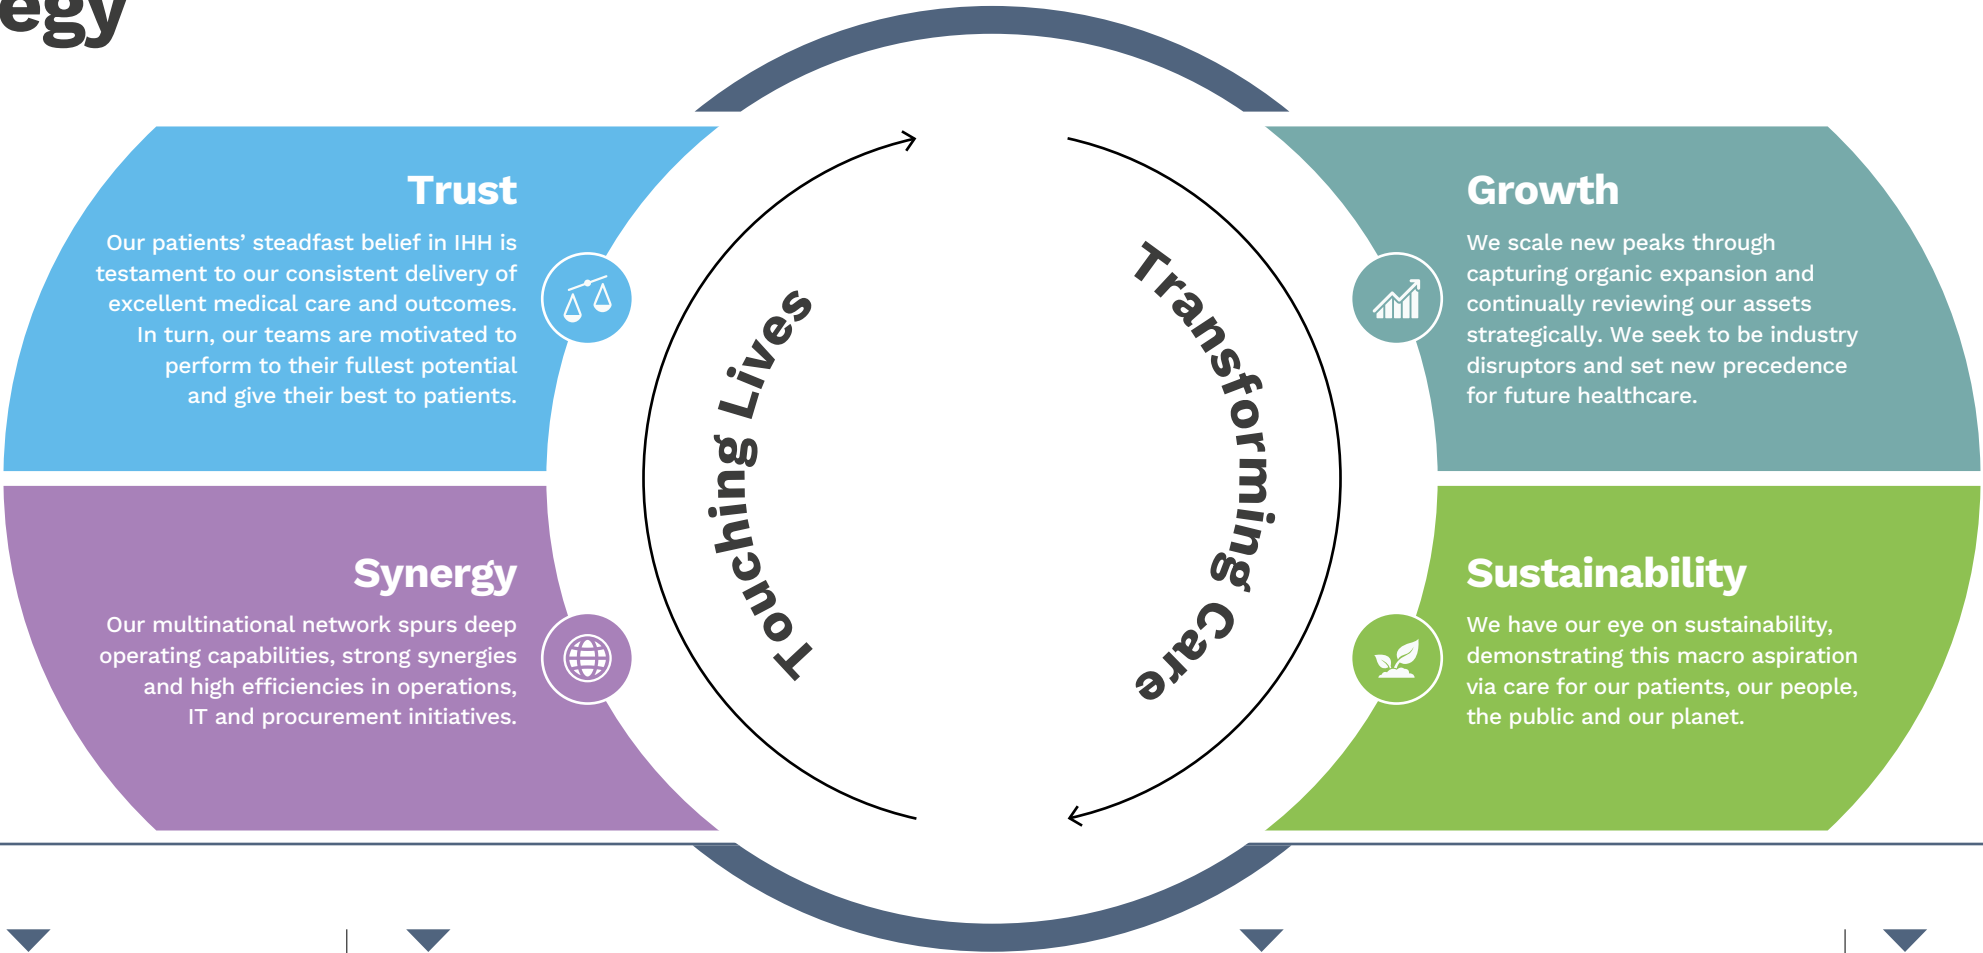 egy
Trust
Our patients’ steadfast belief in IHH is
testament to our consistent delivery of
excellent medical care and outcomes.
In turn, our teams are motivated to
perform to their fullest potential
and give their best to patients.
Synergy
Our multinational network spurs deep
operating capabilities, strong synergies
and high efficiencies in operations,
IT and procurement initiatives.
Touching Lives
Transforming Care
Growth
We scale new peaks through
capturing organic expansion and
continually reviewing our assets
strategically. We seek to be industry
disruptors and set new precedence
for future healthcare.
Sustainability
We have our eye on sustainability,
demonstrating this macro aspiration
via care for our patients, our people,
the public and our planet.